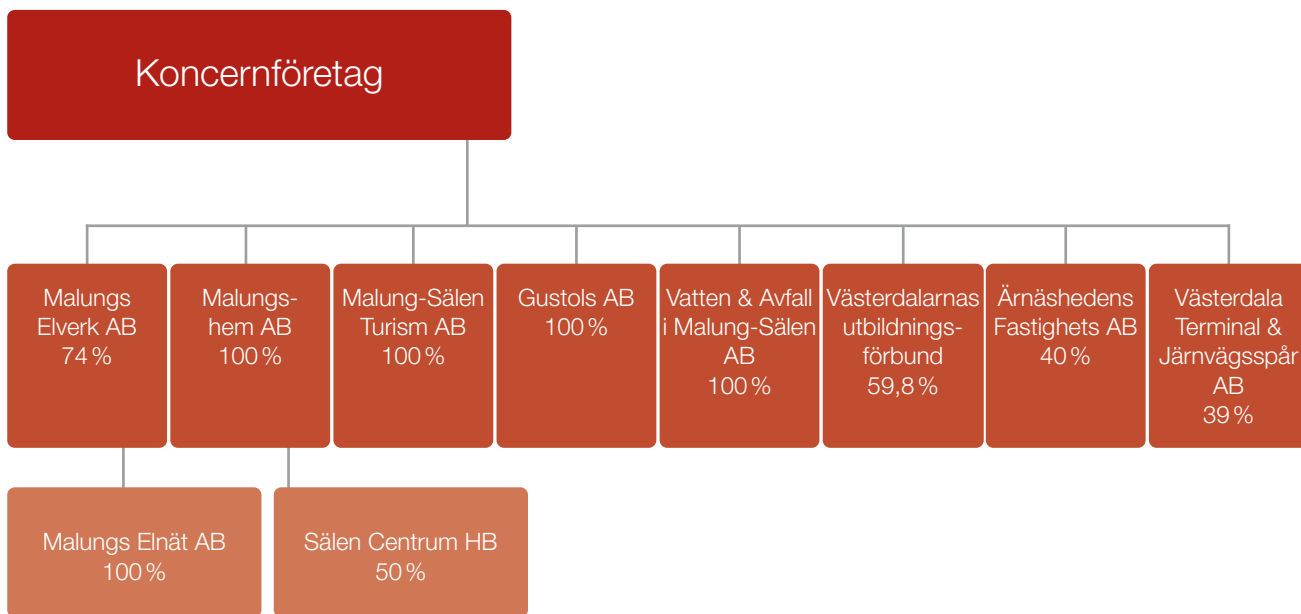 Koncernföretag
Malungs
Elverk AB
74 %
Malungs-
hem AB
100 %
Malung-Sälen
Turism AB
100 %
Gustols AB
100 %
Vatten & Avfall
i Malung-Sälen
AB
100 %
Västerdalarnas
utbildnings-
förbund
59,8 %
Ärnäshedens
Fastighets AB
40 %
Västerdala
Terminal &
Järnvägsspår
AB
39 %
Malungs Elnät AB
100 %
Sälen Centrum HB
50 %